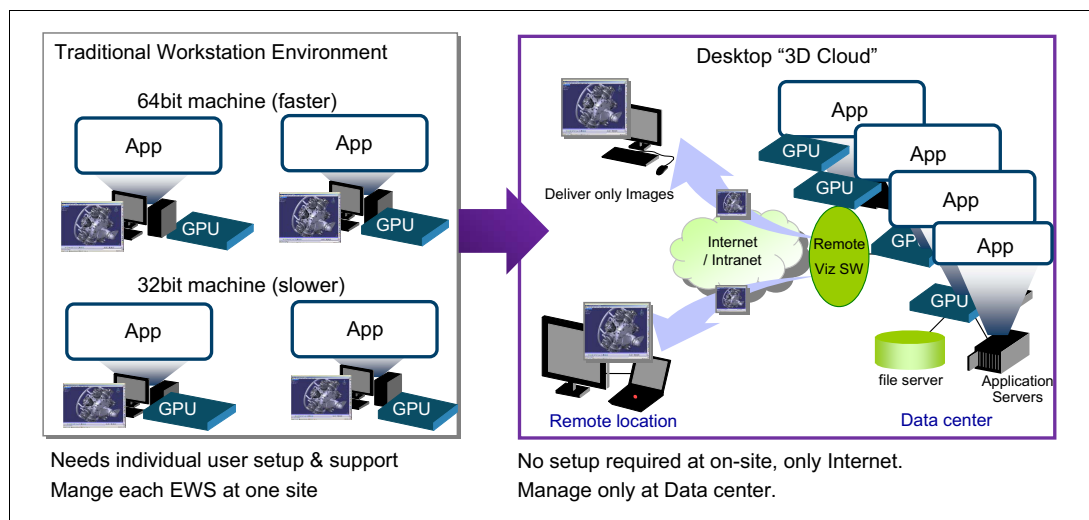 Traditional Workstation Environment
64bit machine (faster)
App
App
GPU
GPU
32bit machine (slower)
App
App
GPU
GPU
Needs individual user setup & support
Mange each EWS at one site
Desktop “3D Cloud”
App
GPU
App
GPU
App
GPU
App
GPU
Deliver only Images
Internet
/ Intranet
Remote
Viz SW
file server
Application
Servers
Remote location
Data center
No setup required at on-site, only Internet.
Manage only at Data center.